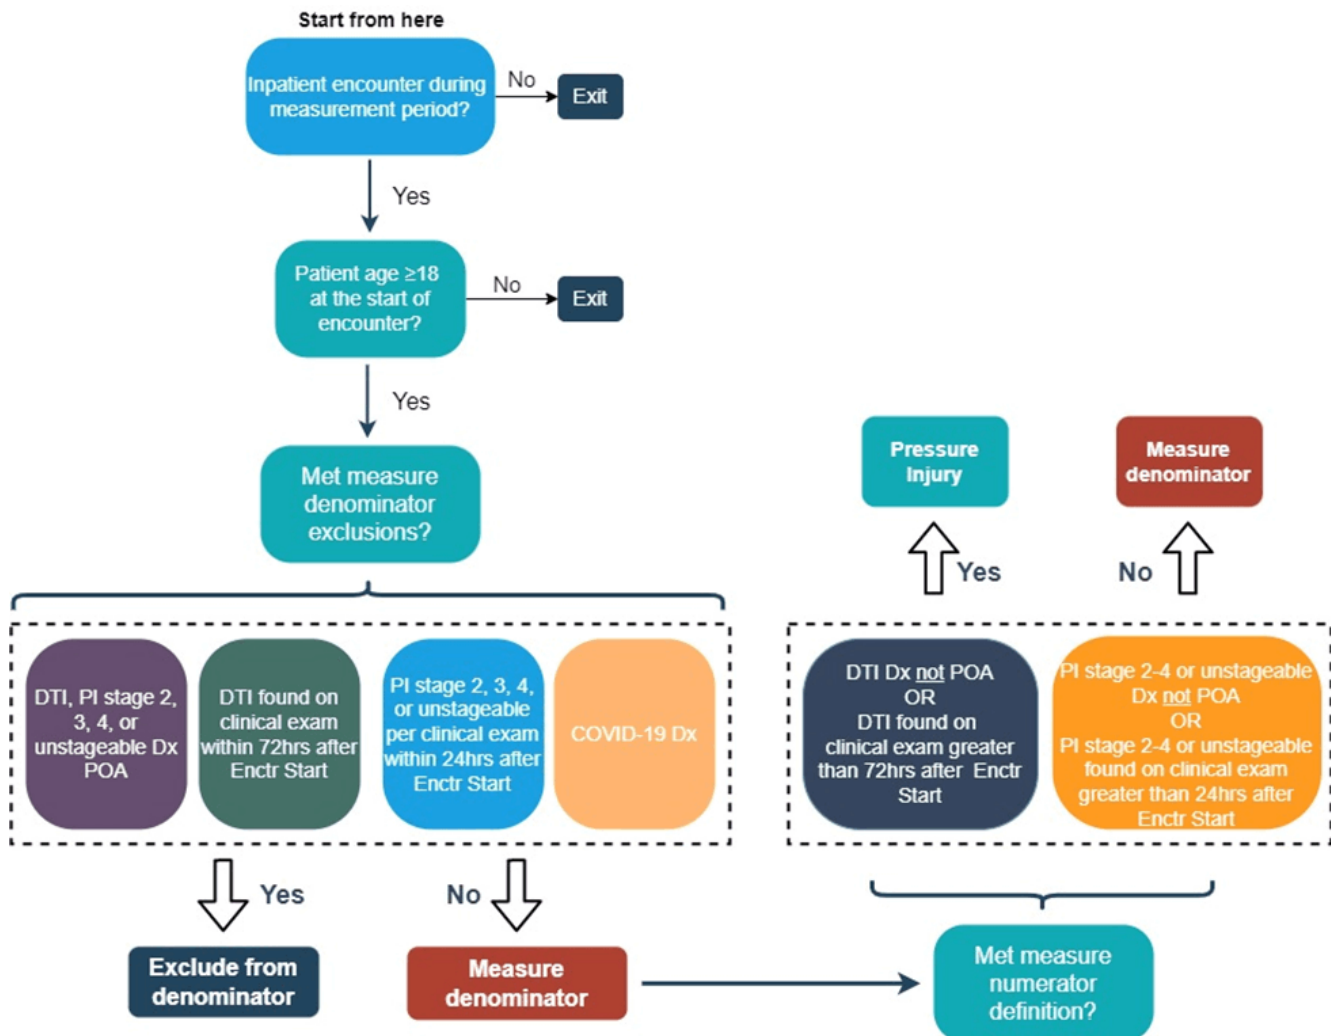 Start from here
Inpatient encounter during
measurement period?
No
Exit
Yes
Patient age ≥18
at the start of
encounter?
No
Exit
Yes
Met measure
denominator
exclusions?
DTI, PI stage 2,
3, 4, or
unstageable Dx
POA
DTI found on
clinical exam
within 72hrs after
Enctr Start
PI stage 2, 3, 4,
or unstageable
per clinical exam
within 24hrs after
Enctr Start
COVID-19 Dx
Yes
No
Exclude from
denominator
Measure
denominator
Met measure
numerator
definition?
DTI Dx not POA
OR
DTI found on
clinical exam greater
than 72hrs after Enctr
Start
PI stage 2-4 or unstageable
Dx not POA
OR
PI stage 2-4 or unstageable
found on clinical exam
greater than 24hrs after
Enctr Start
Yes
No
Pressure
Injury
Measure
denominator